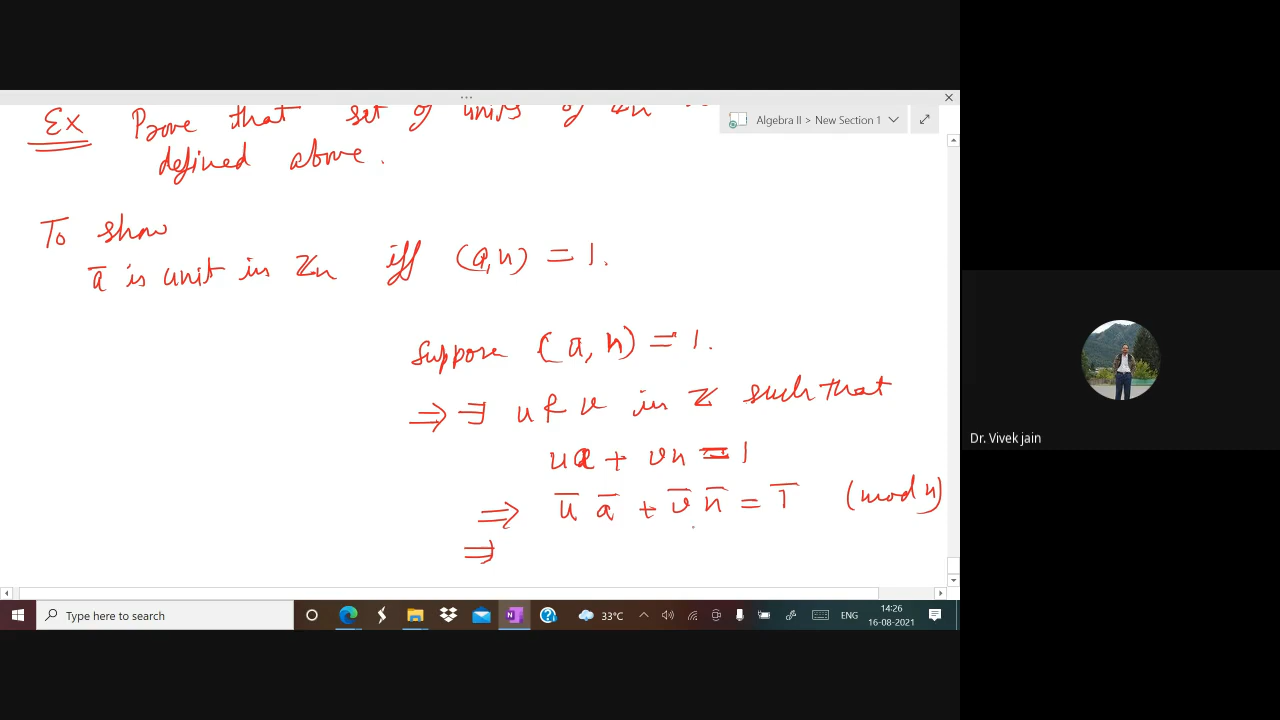 Ex Prove that set of units of Zn
defined above.
Algebra II > New Section 1
To show
ā is unit in ℤn iff (a,n) = 1.
Suppose (a, n) = 1.
⇒ ∃ u & v in ℤ such that
ua + vn = 1
⇒ ū ā + v̄ n̄ = 1̄ (mod n)
⇒
Dr. Vivek jain
Type here to search
33°C
ENG
14:26
16-08-2021